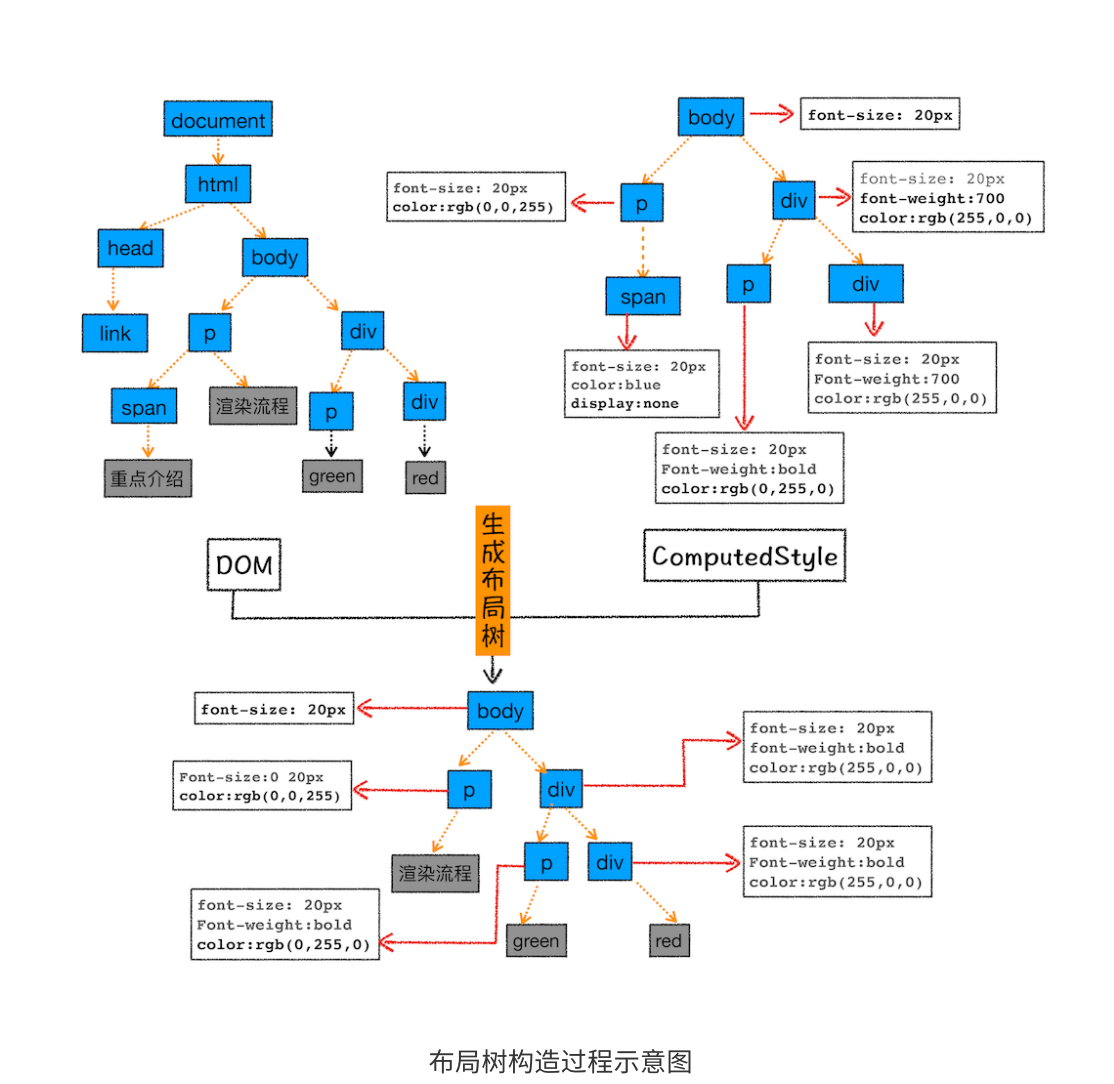 document
html
head
body
link
p
div
span
渲染流程
p
div
重点介绍
green
red
body
font-size: 20px
font-size: 20px
color:rgb(0,0,255)
p
div
font-size: 20px
font-weight:700
color:rgb(255,0,0)
span
p
div
font-size: 20px
color:blue
display:none
font-size: 20px
Font-weight:700
color:rgb(255,0,0)
font-size: 20px
Font-weight:bold
color:rgb(0,255,0)
DOM
生成布局树
ComputedStyle
font-size: 20px
body
font-size: 20px
font-weight:bold
color:rgb(255,0,0)
Font-size:0 20px
color:rgb(0,0,255)
p
div
渲染流程
p
div
font-size: 20px
Font-weight:bold
color:rgb(255,0,0)
font-size: 20px
Font-weight:bold
color:rgb(0,255,0)
green
red
布局树构造过程示意图